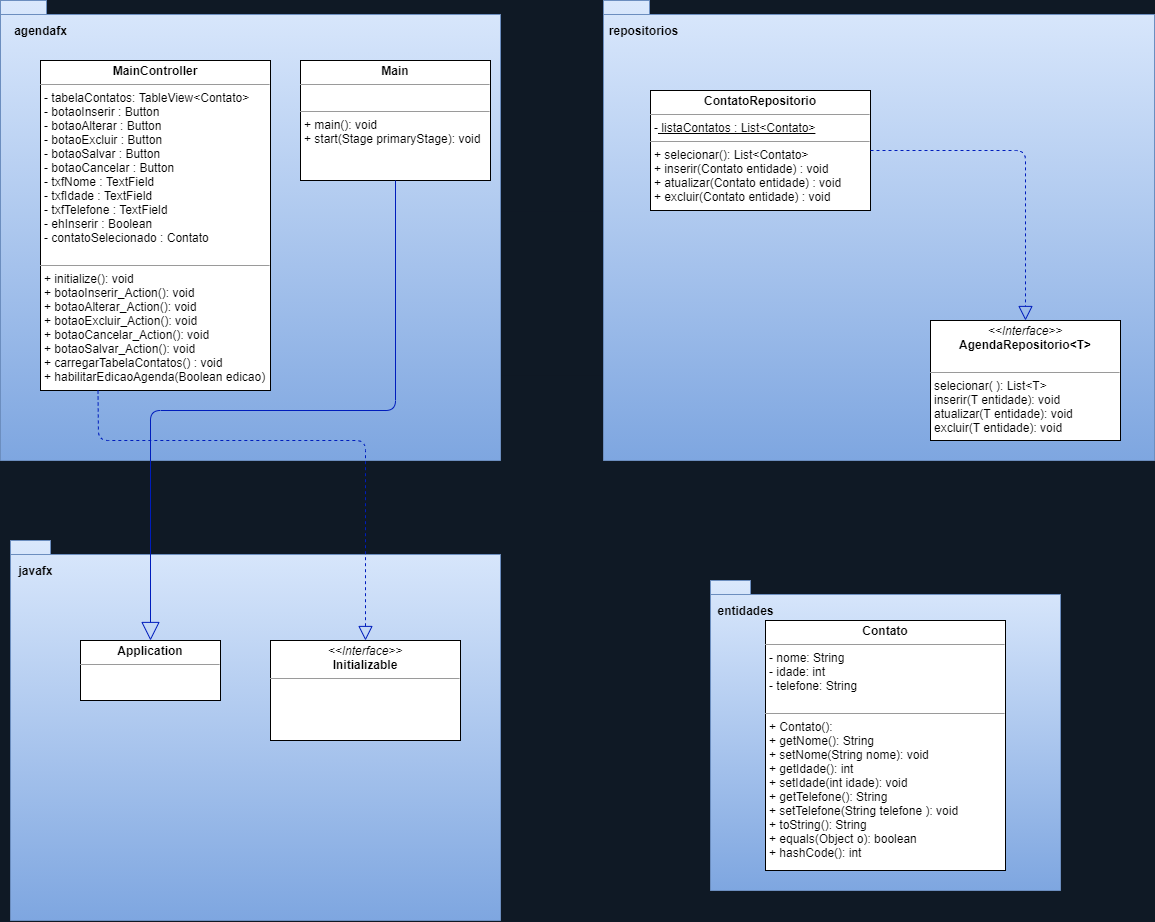 agendafx
MainController
- tabelaContatos: TableView<Contato>
- botaoInserir : Button
- botaoAlterar : Button
- botaoExcluir : Button
- botaoSalvar : Button
- botaoCancelar : Button
- txfNome : TextField
- txfIdade : TextField
- txfTelefone : TextField
- ehInserir : Boolean
- contatoSelecionado : Contato
+ initialize(): void
+ botaoInserir_Action(): void
+ botaoAlterar_Action(): void
+ botaoExcluir_Action(): void
+ botaoCancelar_Action(): void
+ botaoSalvar_Action(): void
+ carregarTabelaContatos() : void
+ habilitarEdicaoAgenda(Boolean edicao)
Main
+ main(): void
+ start(Stage primaryStage): void
repositorios
ContatoRepositorio
- listaContatos : List<Contato>
+ selecionar(): List<Contato>
+ inserir(Contato entidade) : void
+ atualizar(Contato entidade) : void
+ excluir(Contato entidade) : void
<<Interface>>
AgendaRepositorio<T>
selecionar( ): List<T>
inserir(T entidade): void
atualizar(T entidade): void
excluir(T entidade): void
javafx
Application
<<Interface>>
Initializable
entidades
Contato
- nome: String
- idade: int
- telefone: String
+ Contato():
+ getNome(): String
+ setNome(String nome): void
+ getIdade(): int
+ setIdade(int idade): void
+ getTelefone(): String
+ setTelefone(String telefone ): void
+ toString(): String
+ equals(Object o): boolean
+ hashCode(): int